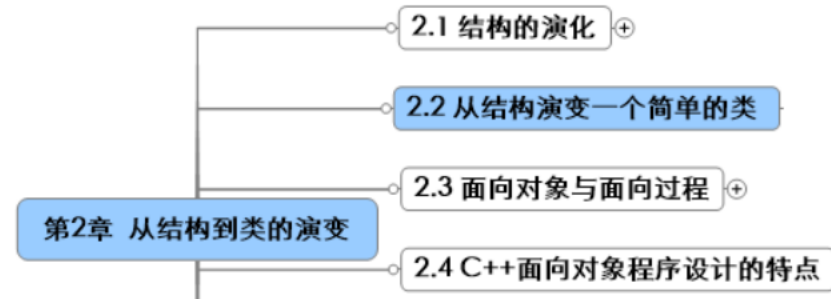 2.1 结构的演化
2.2 从结构演变一个简单的类
2.3 面向对象与面向过程
第2章 从结构到类的演变
2.4 C++面向对象程序设计的特点